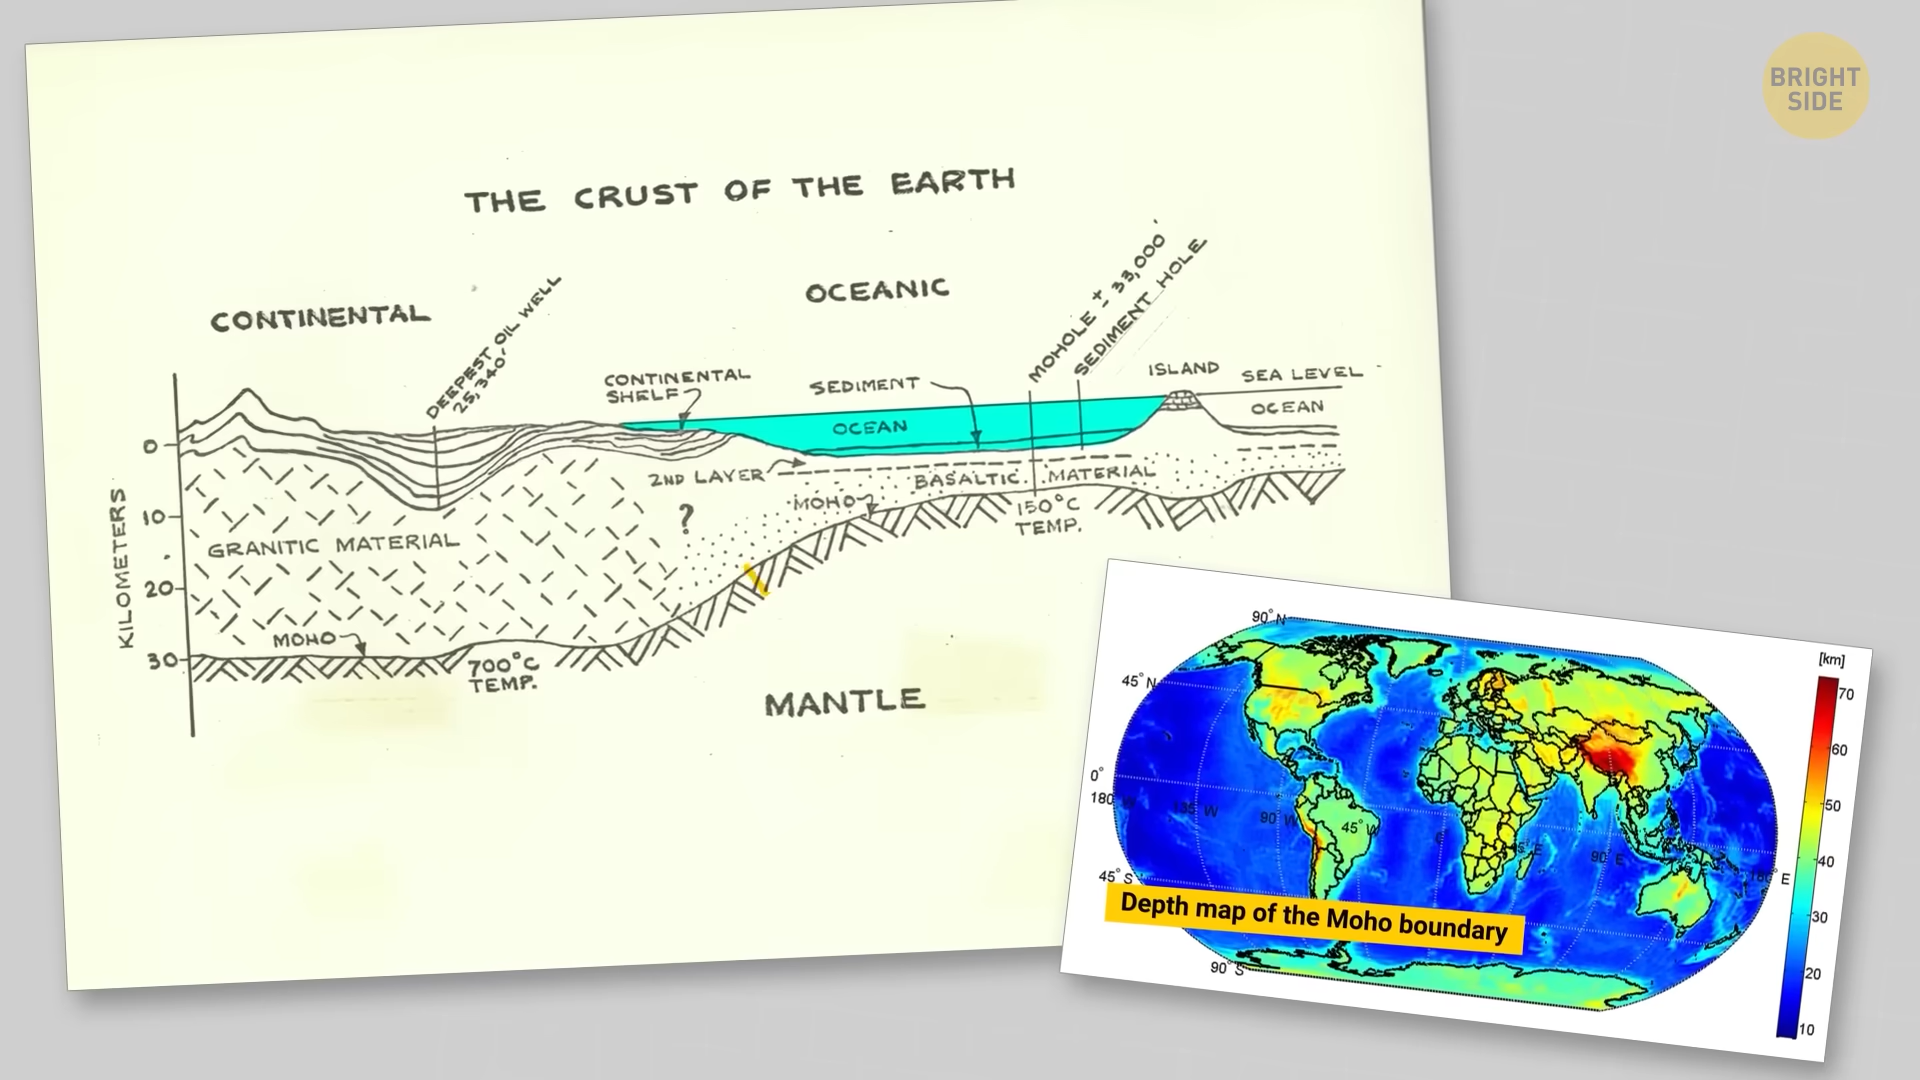 BRIGHT
SIDE
THE CRUST OF THE EARTH
CONTINENTAL
OCEANIC
DEEPEST OIL WELL
25,340'
MOHOLE ± 33,000'
SEDIMENT HOLE
CONTINENTAL
SHELF
SEDIMENT
ISLAND
SEA LEVEL
OCEAN
OCEAN
0
2ND LAYER
BASALTIC MATERIAL
MOHO
?
150°C
TEMP.
10
GRANITIC MATERIAL
KILOMETERS
20
MOHO
30
700°C
TEMP.
MANTLE
90° N
[km]
45° N
70
60
0°
180° W
135° W
90° W
45° W
0
45° E
90° E
180° E
50
40
45° S
30
Depth map of the Moho boundary
20
90° S
10